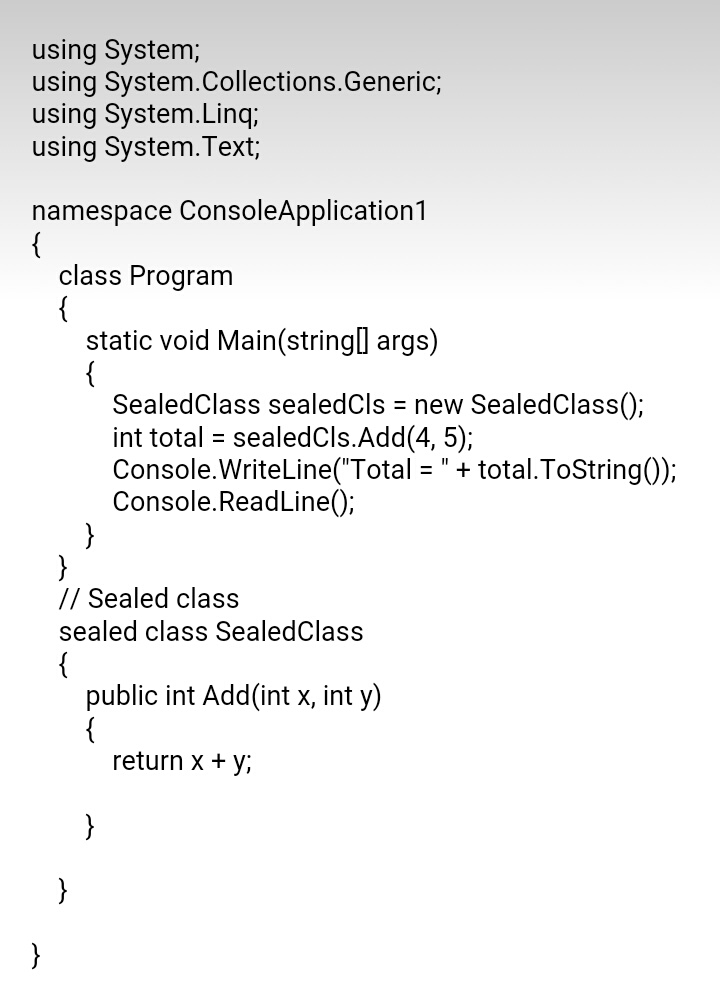 using System;
using System.Collections.Generic;
using System.Linq;
using System.Text;

namespace ConsoleApplication1
{
    class Program
    {
        static void Main(string[] args)
        {
            SealedClass sealedCls = new SealedClass();
            int total = sealedCls.Add(4, 5);
            Console.WriteLine("Total = " + total.ToString());
            Console.ReadLine();
        }
    }
    // Sealed class
    sealed class SealedClass
    {
        public int Add(int x, int y)
        {
            return x + y;

        }

    }

}